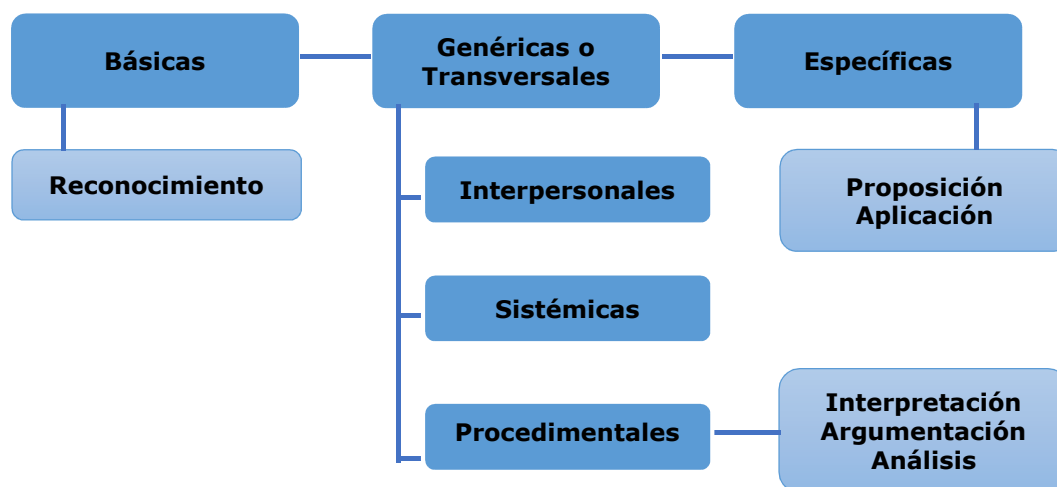 Básicas
Genéricas o
Transversales
Específicas
Reconocimiento
Interpersonales
Proposición
Aplicación
Sistémicas
Procedimentales
Interpretación
Argumentación
Análisis